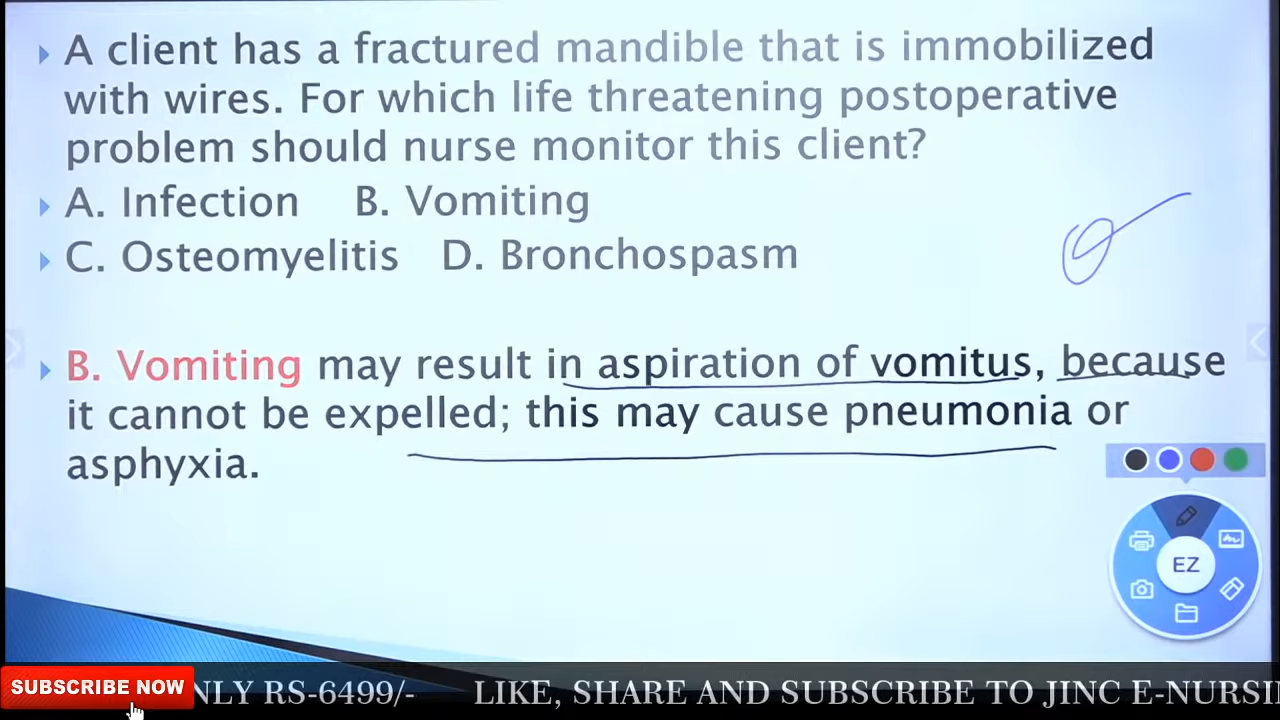 A client has a fractured mandible that is immobilized
with wires. For which life threatening postoperative
problem should nurse monitor this client?
A. Infection B. Vomiting
C. Osteomyelitis D. Bronchospasm
B. Vomiting may result in aspiration of vomitus, because
it cannot be expelled; this may cause pneumonia or
asphyxia.
EZ
SUBSCRIBE NOW
NLY RS-6499/- LIKE, SHARE AND SUBSCRIBE TO JINC E-NURSI